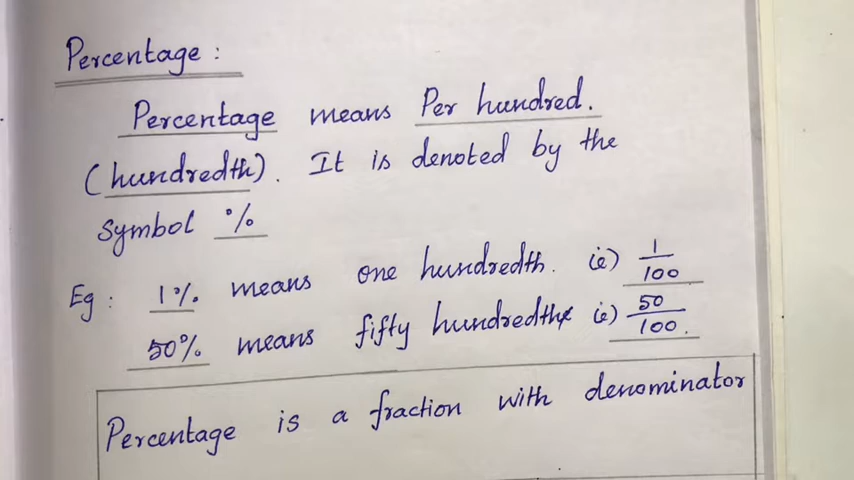 Percentage :
Percentage means Per hundred.
(hundredth). It is denoted by the
symbol %
Eg : 1% means one hundredth. ie) 1/100
50% means fifty hundredths ie) 50/100.
Percentage is a fraction with denominator